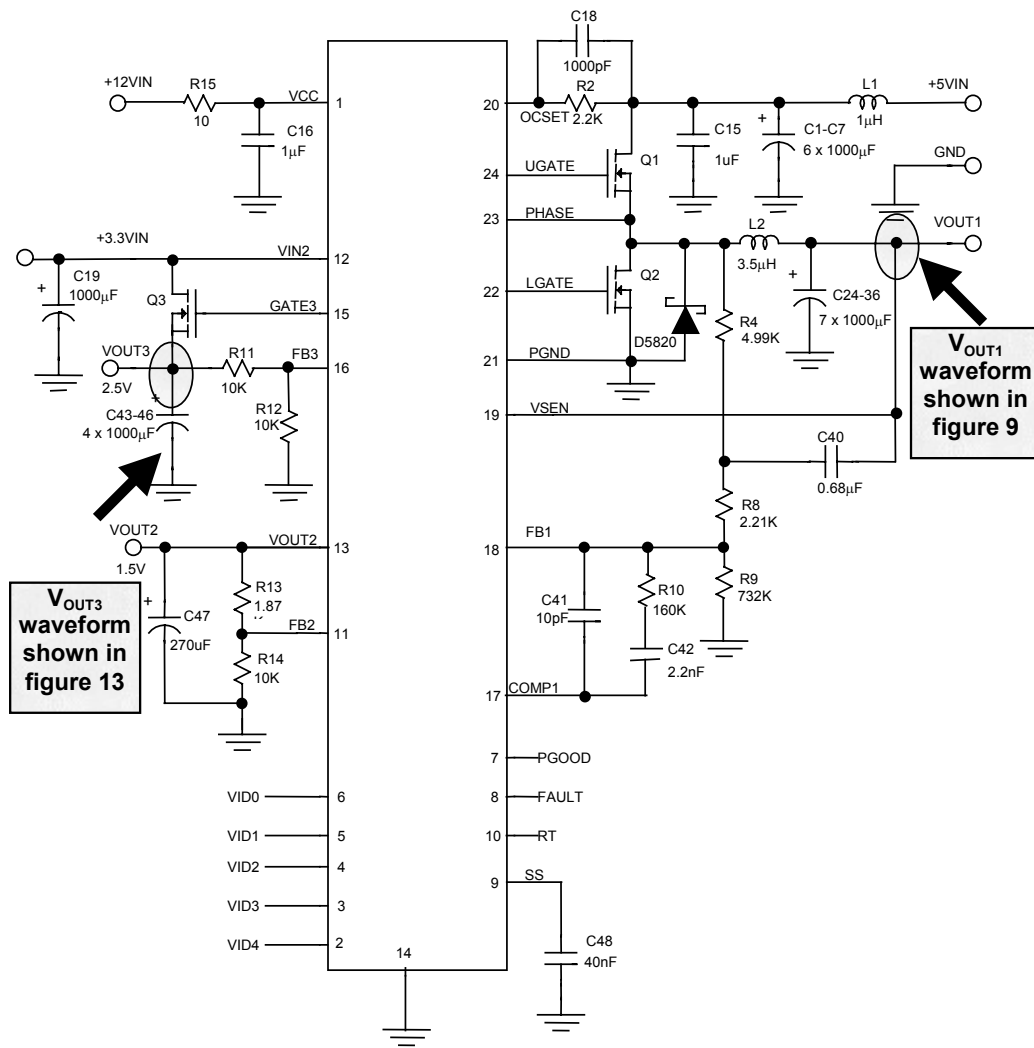 C18
1000pF
+12VIN
R15
10
VCC
1
C16
1µF
20
OCSET
R2
2.2K
L1
1µH
+5VIN
C15
1uF
+
C1-C7
6 x 1000µF
GND
24
UGATE
Q1
23
PHASE
VOUT1
+3.3VIN
VIN2
12
C19
1000µF
+
Q3
GATE3
15
22
LGATE
Q2
L2
3.5µH
+
C24-36
7 x 1000µF
R4
4.99K
D5820
VOUT3
2.5V
R11
10K
FB3
16
21
PGND
+
C43-46
4 x 1000µF
R12
10K
19
VSEN
VOUT1
waveform
shown in
figure 9
C40
0.68µF
R8
2.21K
VOUT2
1.5V
VOUT2
13
18
FB1
R9
732K
VOUT3
waveform
shown in
figure 13
+
C47
270uF
R13
1.87
FB2
11
R14
10K
C41
10pF
R10
160K
C42
2.2nF
17
COMP1
7
PGOOD
VID0
6
8
FAULT
VID1
5
10
RT
VID2
4
9
SS
VID3
3
VID4
2
14
C48
40nF